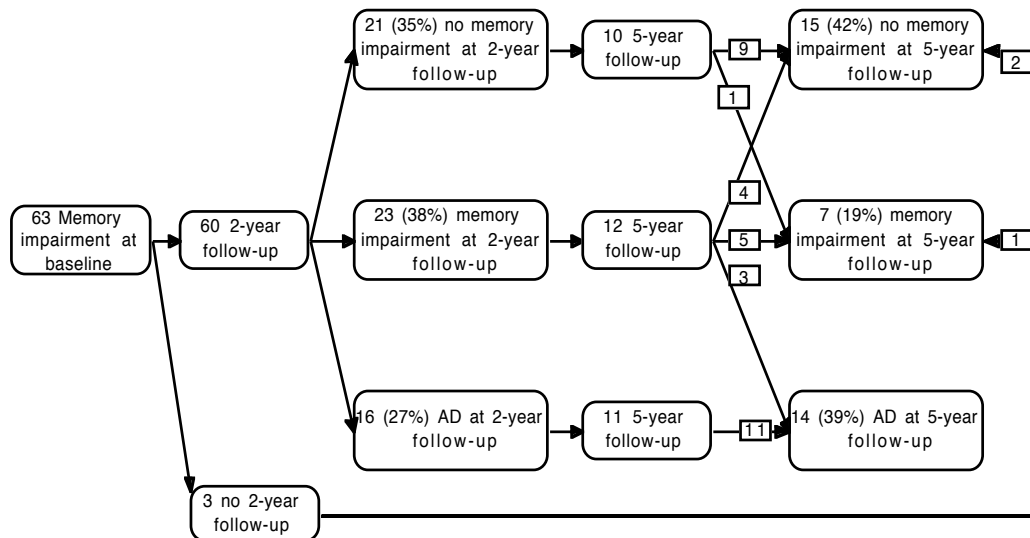 63 Memory
impairment at
baseline
60 2-year
follow-up
3 no 2-year
follow-up
21 (35%) no memory
impairment at 2-year
follow-up
23 (38%) memory
impairment at 2-year
follow-up
16 (27%) AD at 2-year
follow-up
10 5-year
follow-up
12 5-year
follow-up
11 5-year
follow-up
9
1
4
5
3
11
15 (42%) no memory
impairment at 5-year
follow-up
7 (19%) memory
impairment at 5-year
follow-up
14 (39%) AD at 5-year
follow-up
2
1